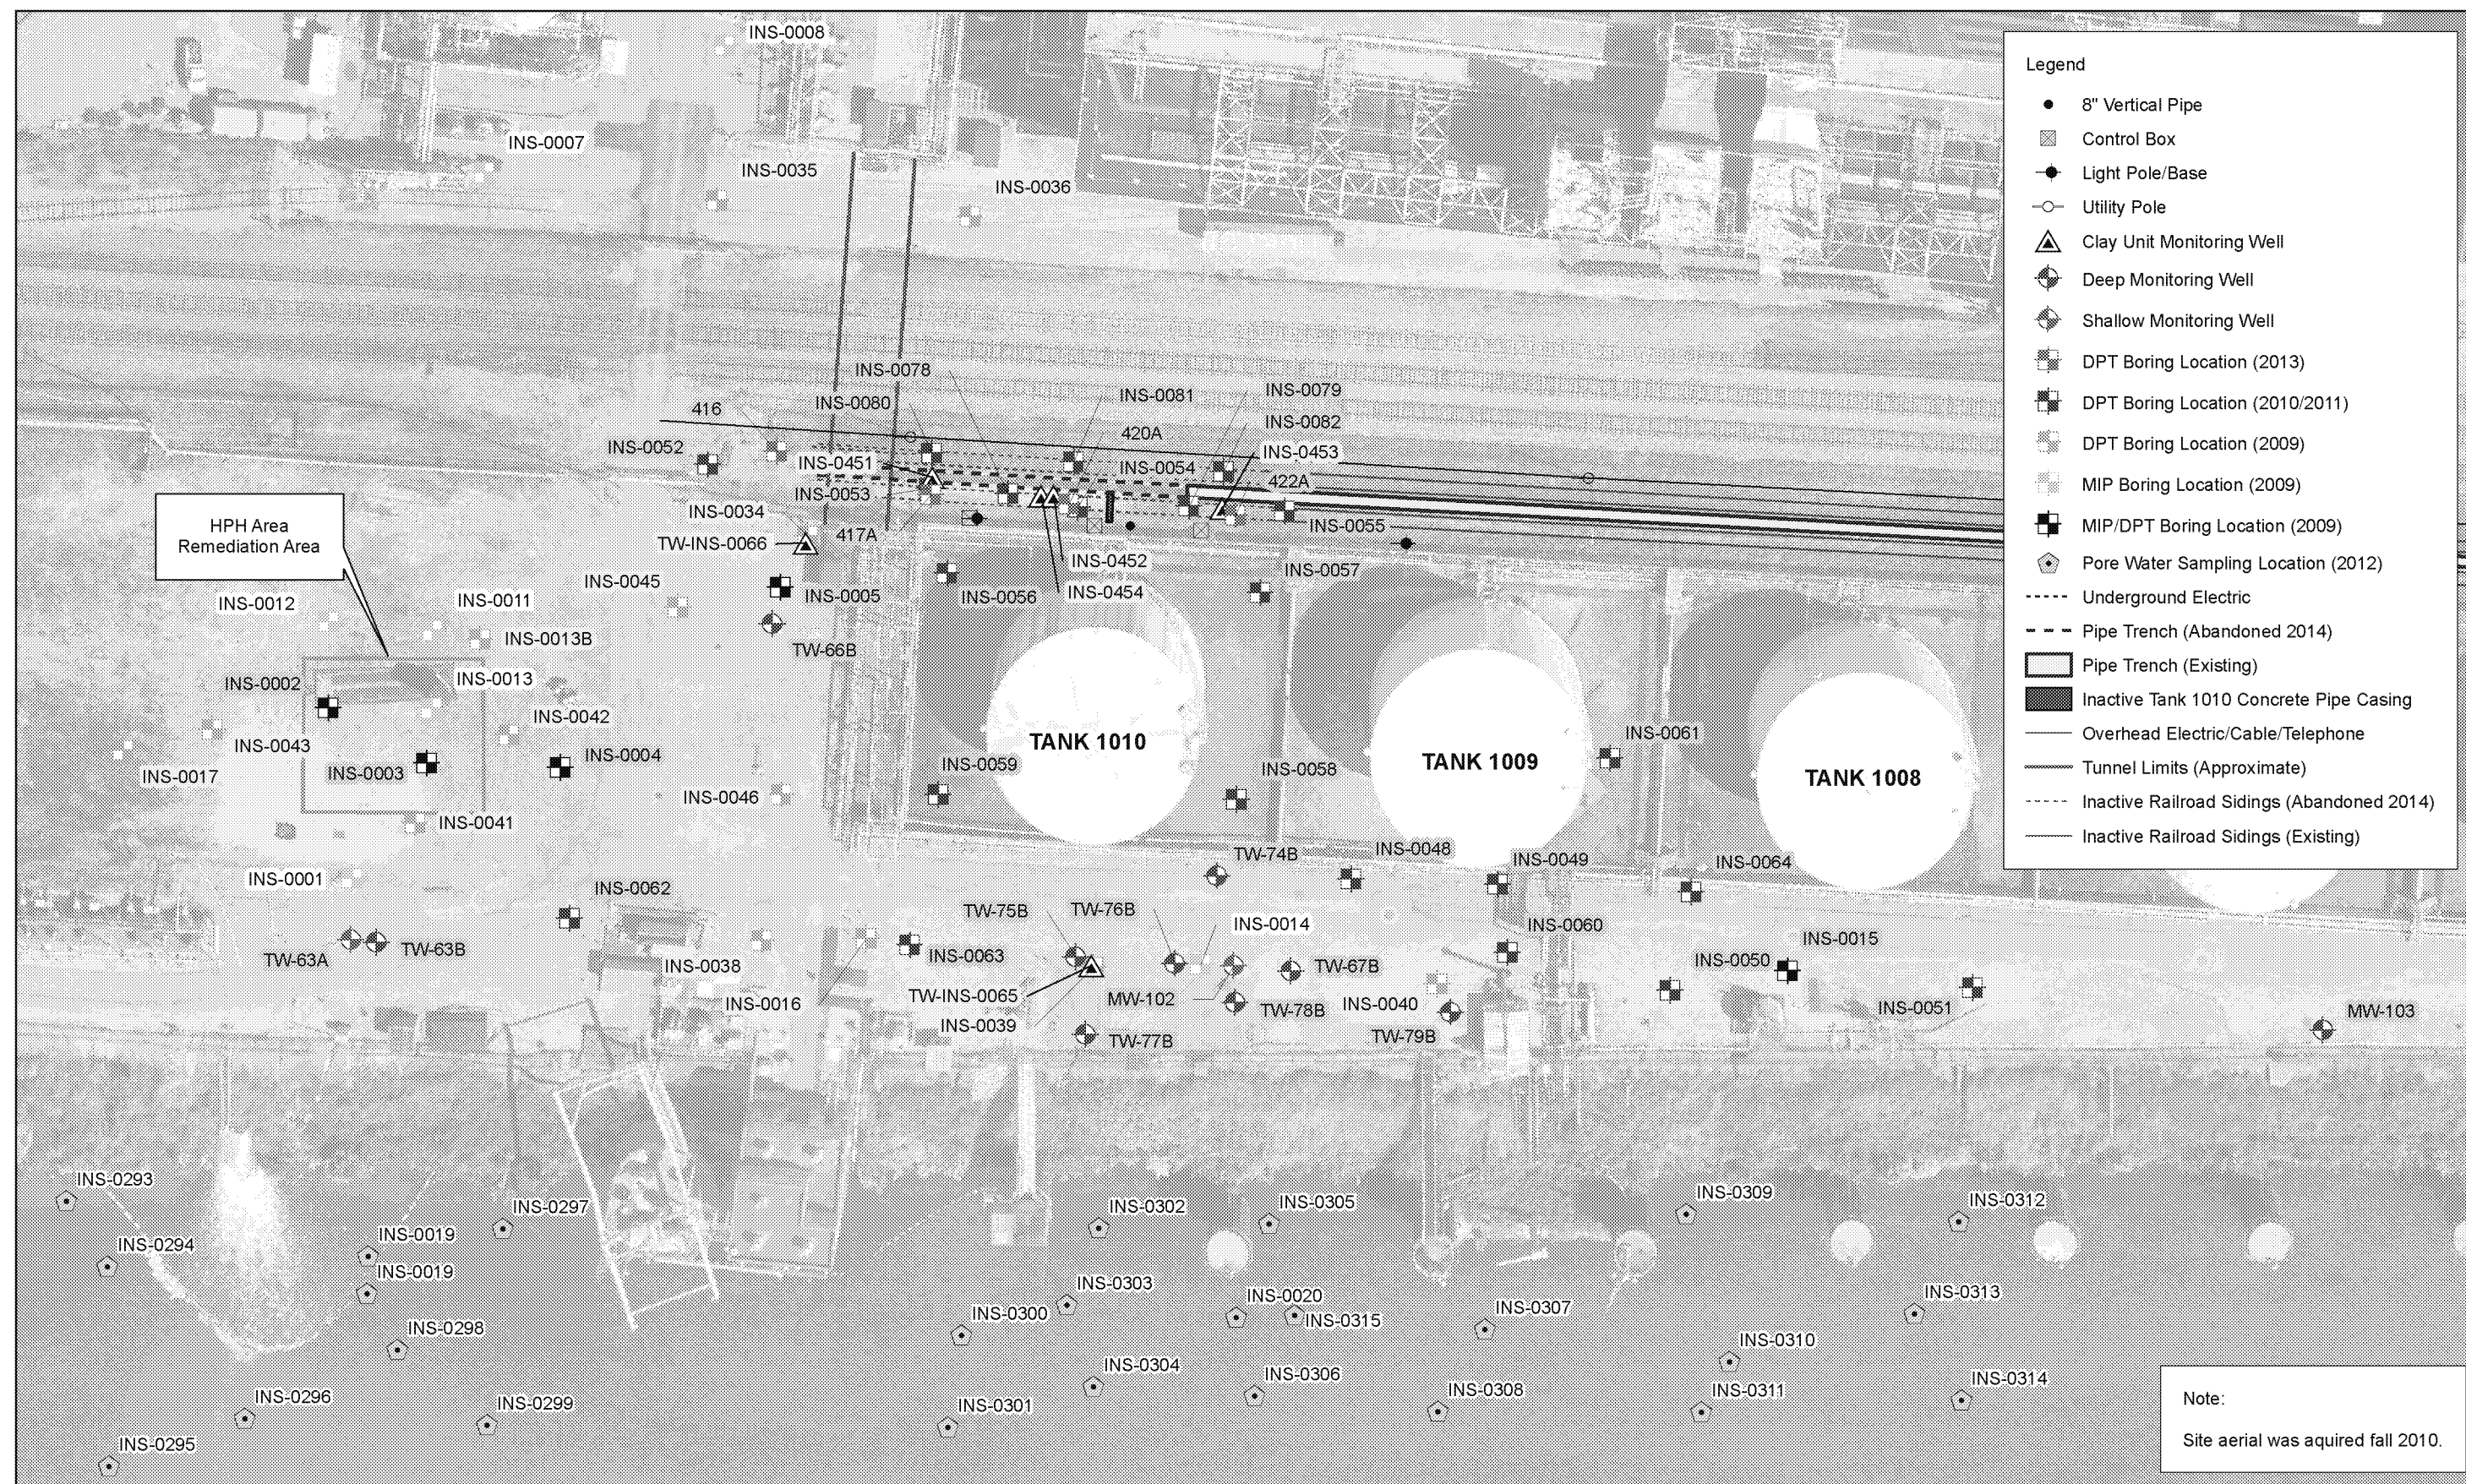 INS-0008
INS-0007
INS-0035
INS-0036
INS-0078
INS-0081
INS-0079
416
INS-0080
INS-0082
420A
INS-0052
INS-0451
INS-0054
INS-0453
INS-0053
422A
INS-0034
417A
INS-0055
TW-INS-0066
INS-0452
INS-0454
INS-0057
INS-0056
INS-0045
INS-0005
TW-66B
HPH Area
Remediation Area
INS-0012
INS-0011
INS-0013B
INS-0013
INS-0002
INS-0042
INS-0043
INS-0017
INS-0003
INS-0004
INS-0046
INS-0041
INS-0059
INS-0058
INS-0061
TANK 1010
TANK 1009
TANK 1008
TW-74B
INS-0048
INS-0049
INS-0064
INS-0001
INS-0062
TW-75B
TW-76B
INS-0014
INS-0060
INS-0015
TW-63A
TW-63B
INS-0038
INS-0063
TW-67B
INS-0050
INS-0016
TW-INS-0065
MW-102
TW-78B
INS-0040
INS-0051
MW-103
INS-0039
TW-77B
TW-79B
INS-0293
INS-0297
INS-0302
INS-0305
INS-0309
INS-0312
INS-0294
INS-0019
INS-0019
INS-0303
INS-0020
INS-0300
INS-0315
INS-0307
INS-0313
INS-0298
INS-0310
INS-0304
INS-0306
INS-0296
INS-0299
INS-0301
INS-0308
INS-0311
INS-0314
INS-0295
Legend
8" Vertical Pipe
Control Box
Light Pole/Base
Utility Pole
Clay Unit Monitoring Well
Deep Monitoring Well
Shallow Monitoring Well
DPT Boring Location (2013)
DPT Boring Location (2010/2011)
DPT Boring Location (2009)
MIP Boring Location (2009)
MIP/DPT Boring Location (2009)
Pore Water Sampling Location (2012)
Underground Electric
Pipe Trench (Abandoned 2014)
Pipe Trench (Existing)
Inactive Tank 1010 Concrete Pipe Casing
Overhead Electric/Cable/Telephone
Tunnel Limits (Approximate)
Inactive Railroad Sidings (Abandoned 2014)
Inactive Railroad Sidings (Existing)
Note:
Site aerial was aquired fall 2010.